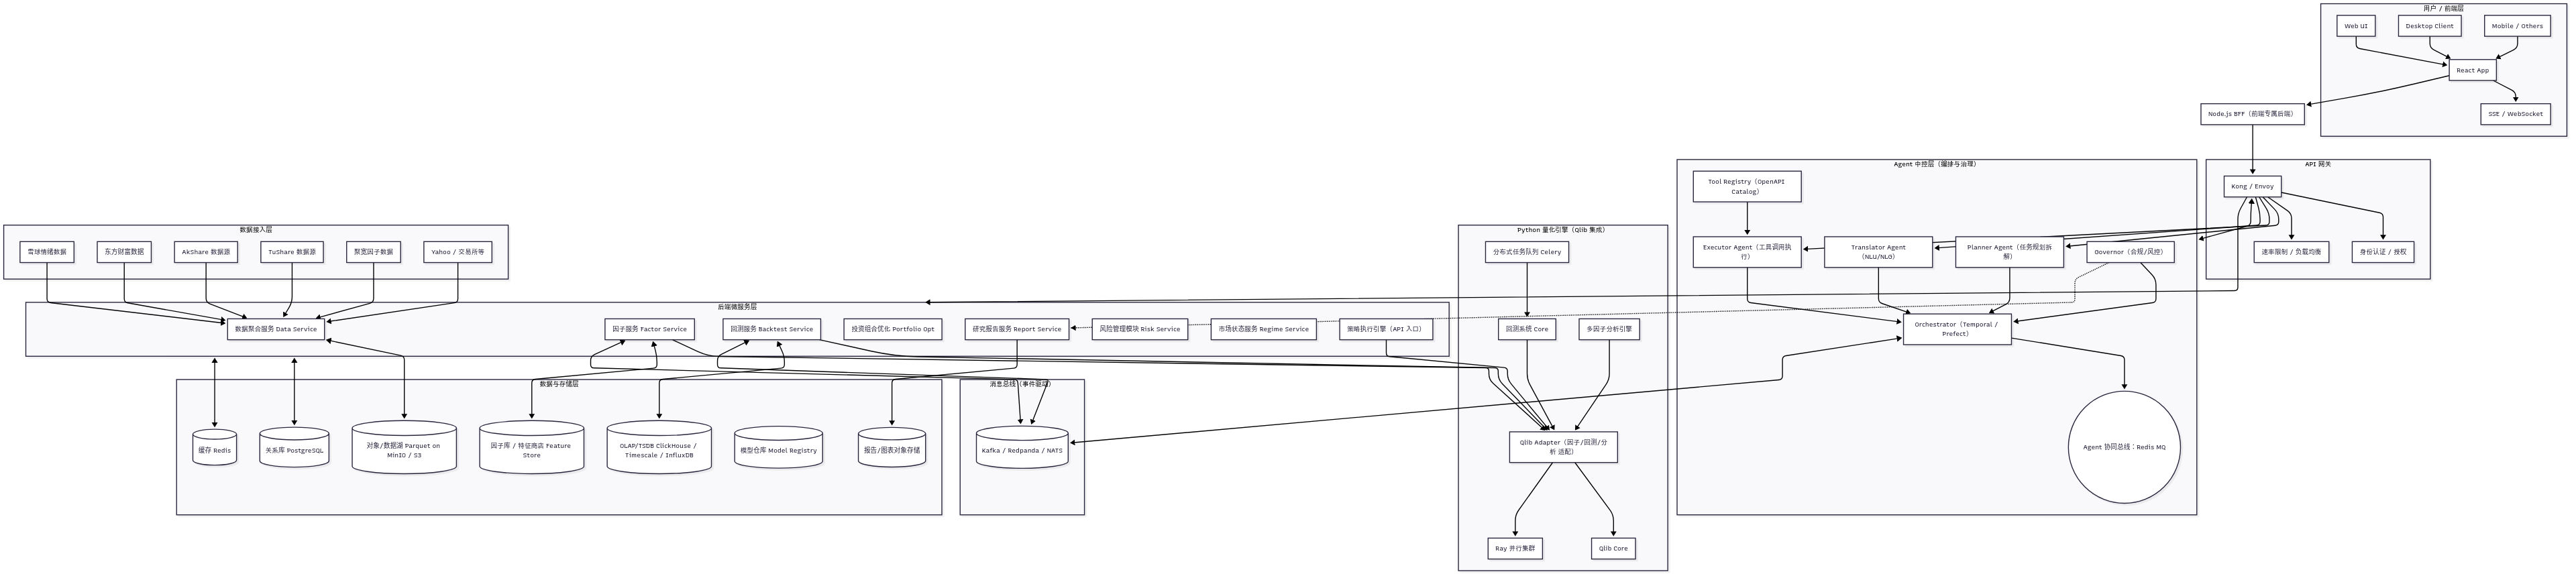 用户 / 前端层
Web UI
Desktop Client
Mobile / Others
React App
SSE / WebSocket
Node.js BFF（前端专属后端）
API 网关
Kong / Envoy
速率限制 / 负载均衡
身份认证 / 授权
Agent 中控层（编排与治理）
Tool Registry（OpenAPI
Catalog）
Executor Agent（工具调用执
行）
Translator Agent
（NLU/NLG）
Planner Agent（任务规划拆
解）
Governor（合规/风控）
Orchestrator（Temporal /
Prefect）
Agent 协同总线：Redis MQ
数据接入层
雪球情绪数据
东方财富数据
AkShare 数据源
TuShare 数据源
聚宽因子数据
Yahoo / 交易所等
后端微服务层
数据聚合服务 Data Service
因子服务 Factor Service
回测服务 Backtest Service
投资组合优化 Portfolio Opt
研究报告服务 Report Service
风险管理模块 Risk Service
市场状态服务 Regime Service
策略执行引擎（API 入口）
Python 量化引擎（Qlib 集成）
分布式任务队列 Celery
回测系统 Core
多因子分析引擎
Qlib Adapter（因子/回测/分
析 适配）
Ray 并行集群
Qlib Core
数据与存储层
缓存 Redis
关系库 PostgreSQL
对象/数据湖 Parquet on
MinIO / S3
因子库 / 特征商店 Feature
Store
OLAP/TSDB ClickHouse /
Timescale / InfluxDB
模型仓库 Model Registry
报告/图表对象存储
消息总线（事件驱动）
Kafka / Redpanda / NATS